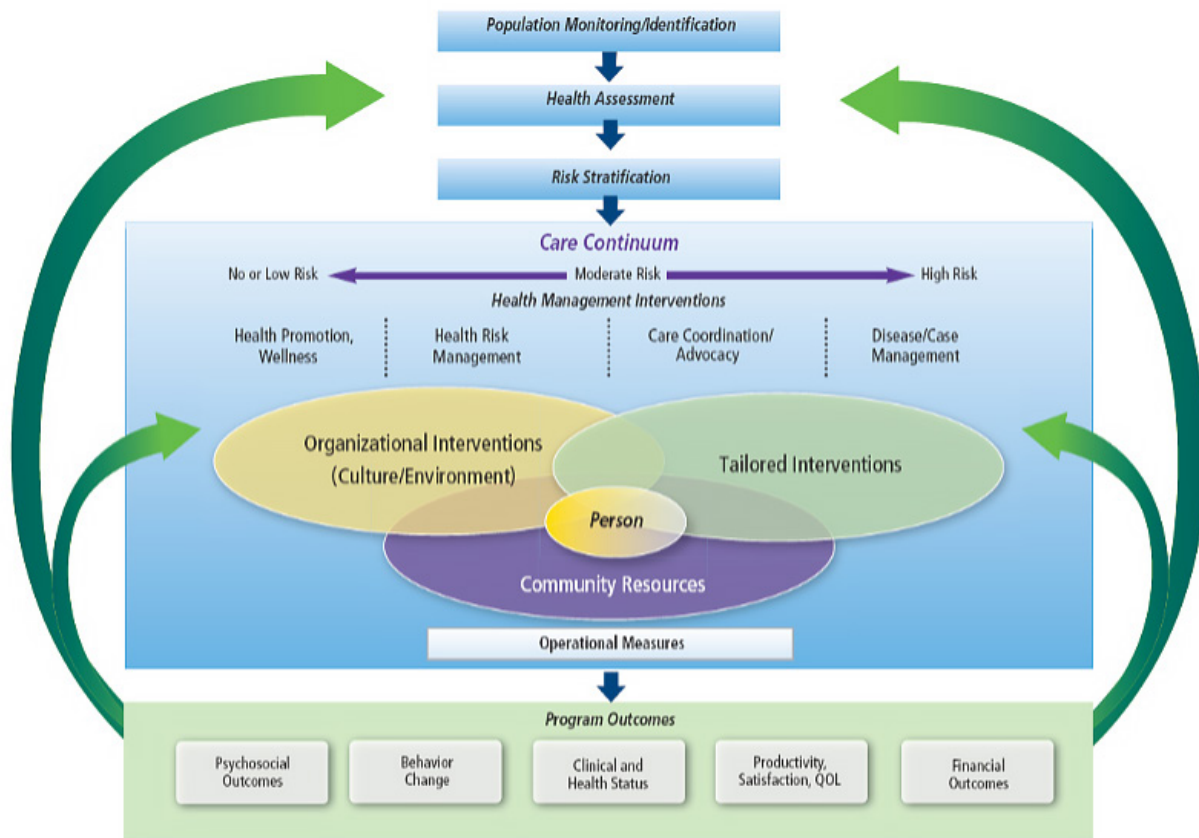 Population Monitoring/Identification
Health Assessment
Risk Stratification
Care Continuum
No or Low Risk
Moderate Risk
High Risk
Health Management Interventions
Health Promotion,
Wellness
Health Risk
Management
Care Coordination/
Advocacy
Disease/Case
Management
Organizational Interventions
(Culture/Environment)
Tailored Interventions
Person
Community Resources
Operational Measures
Program Outcomes
Psychosocial
Outcomes
Behavior
Change
Clinical and
Health Status
Productivity,
Satisfaction, QOL
Financial
Outcomes